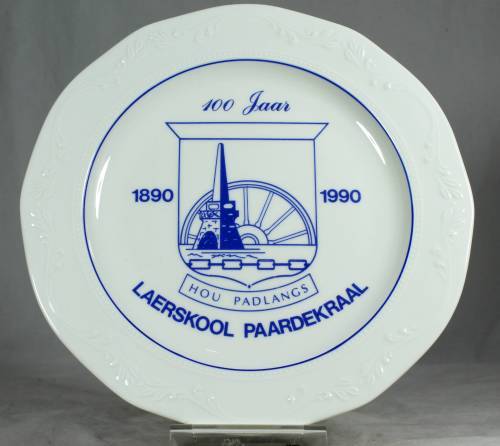 100 Jaar
1890 1990
HOU PADLANGS
LAERSKOOL PAARDEKRAAL